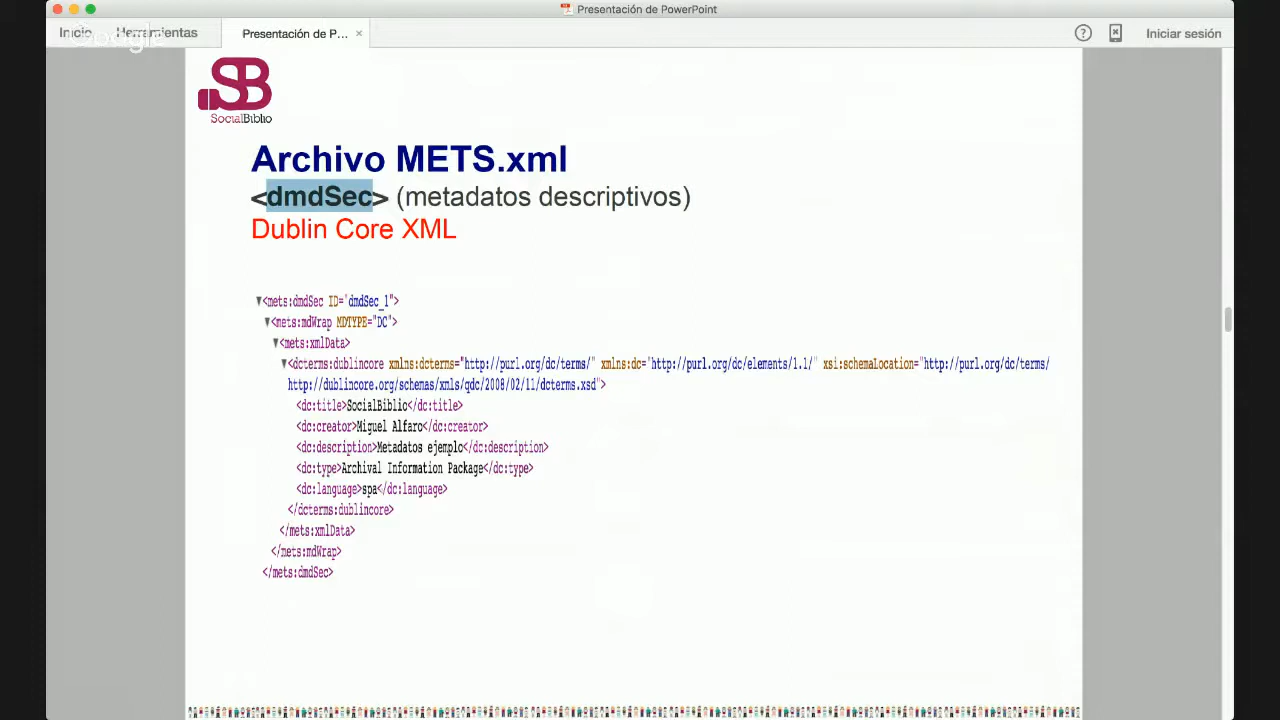 Presentación de PowerPoint
Inicio Herramientas Presentación de P... × ? Iniciar sesión
Google
SB
SocialBiblio
Archivo METS.xml
<dmdSec> (metadatos descriptivos)
Dublin Core XML
▼<mets:dmdSec ID="dmdSec_1">
▼<mets:mdWrap MDTYPE="DC">
▼<mets:xmlData>
▼<dcterms:dublincore xmlns:dcterms="http://purl.org/dc/terms/" xmlns:dc="http://purl.org/dc/elements/1.1/" xsi:schemaLocation="http://purl.org/dc/terms/
http://dublincore.org/schemas/xmls/qdc/2008/02/11/dcterms.xsd">
<dc:title>SocialBiblio</dc:title>
<dc:creator>Miguel Alfaro</dc:creator>
<dc:description>Metadatos ejemplo</dc:description>
<dc:type>Archival Information Package</dc:type>
<dc:language>spa</dc:language>
</dcterms:dublincore>
</mets:xmlData>
</mets:mdWrap>
</mets:dmdSec>